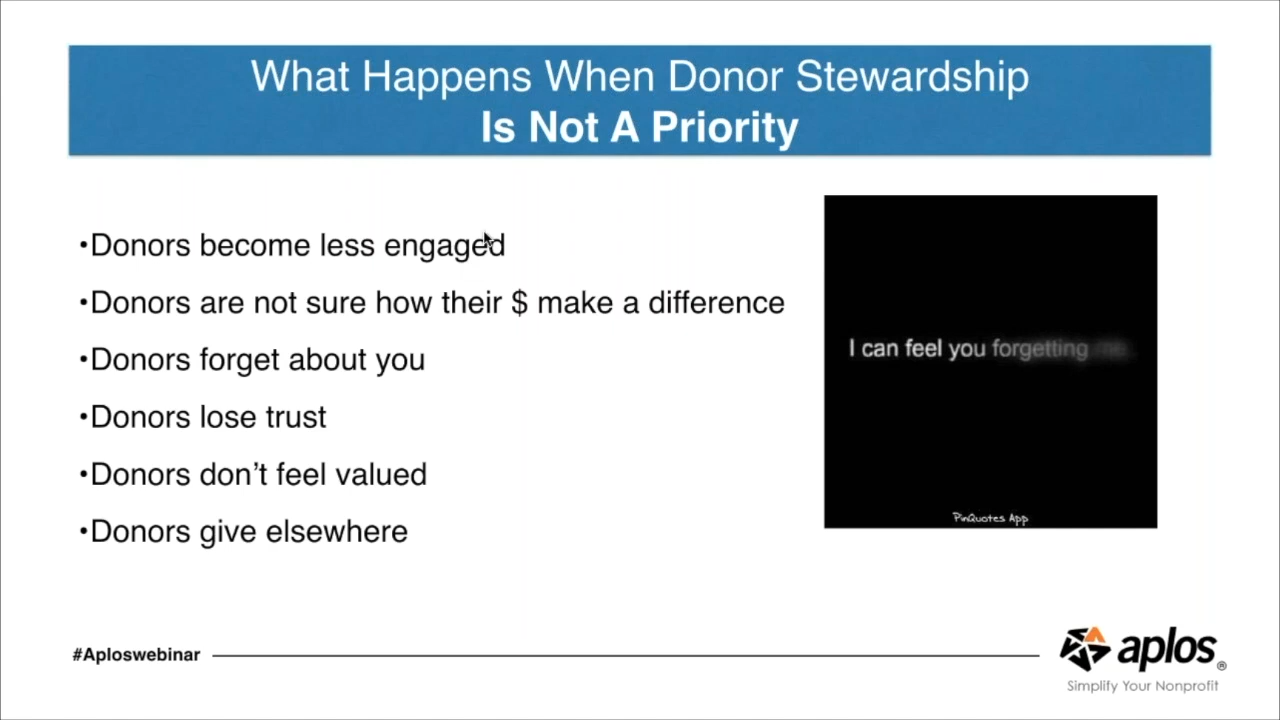 What Happens When Donor Stewardship
Is Not A Priority
•Donors become less engaged
•Donors are not sure how their $ make a difference
•Donors forget about you
•Donors lose trust
•Donors don’t feel valued
•Donors give elsewhere
I can feel you forgetting me
PinQuotes App
#Aploswebinar
aplos®
Simplify Your Nonprofit